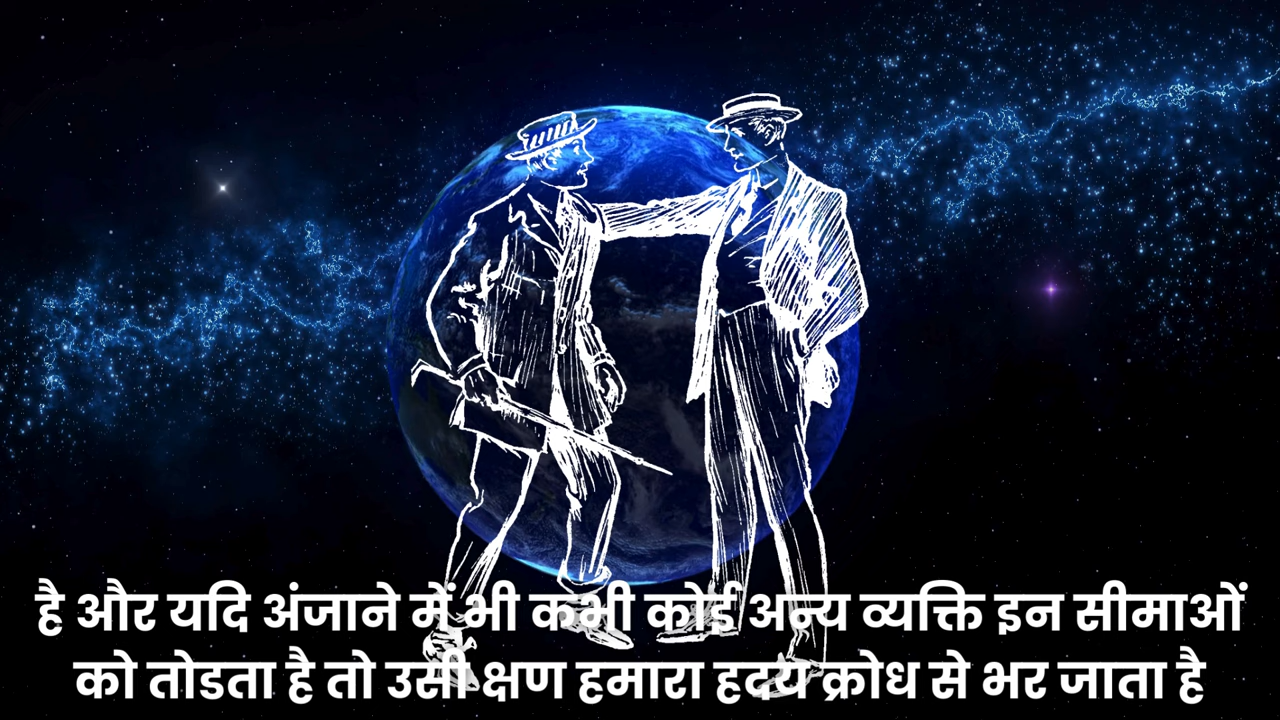 है और यदि अंजाने में भी कभी कोई अन्य व्यक्ति इन सीमाओं
को तोडता है तो उसी क्षण हमारा हृदय क्रोध से भर जाता है